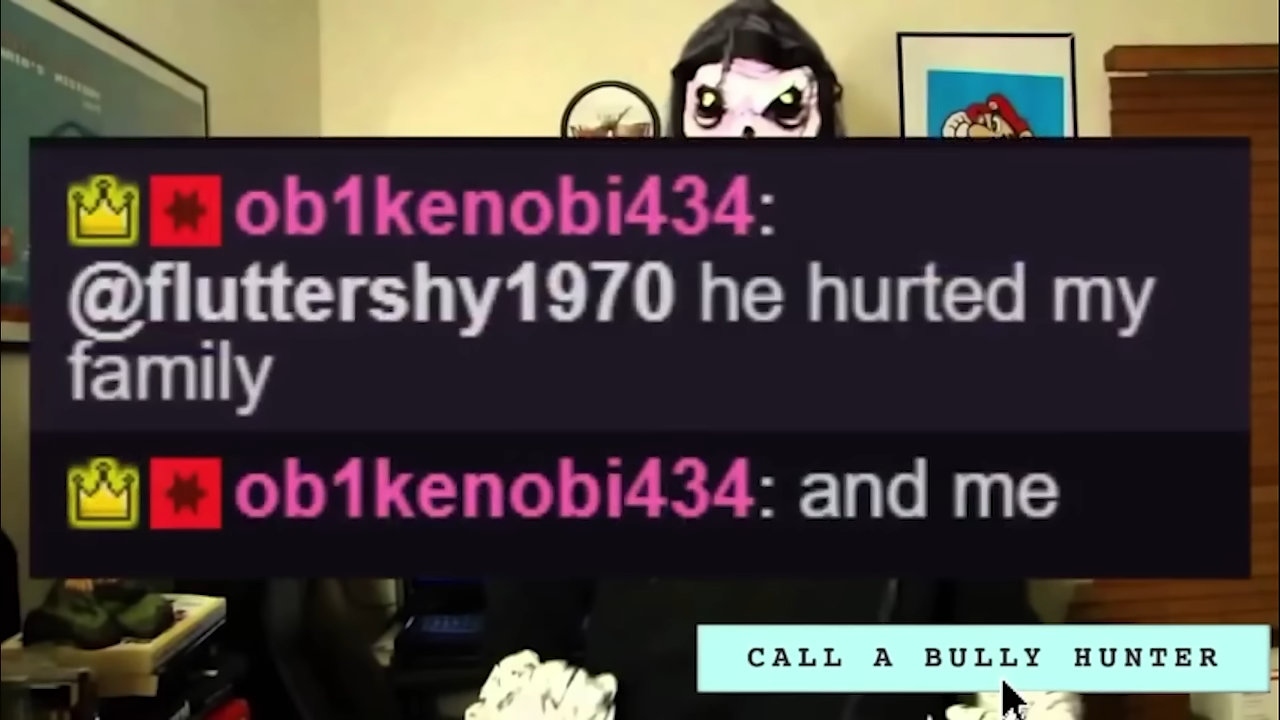 ob1kenobi434:
@fluttershy1970 he hurted my
family
ob1kenobi434: and me
CALL A BULLY HUNTER